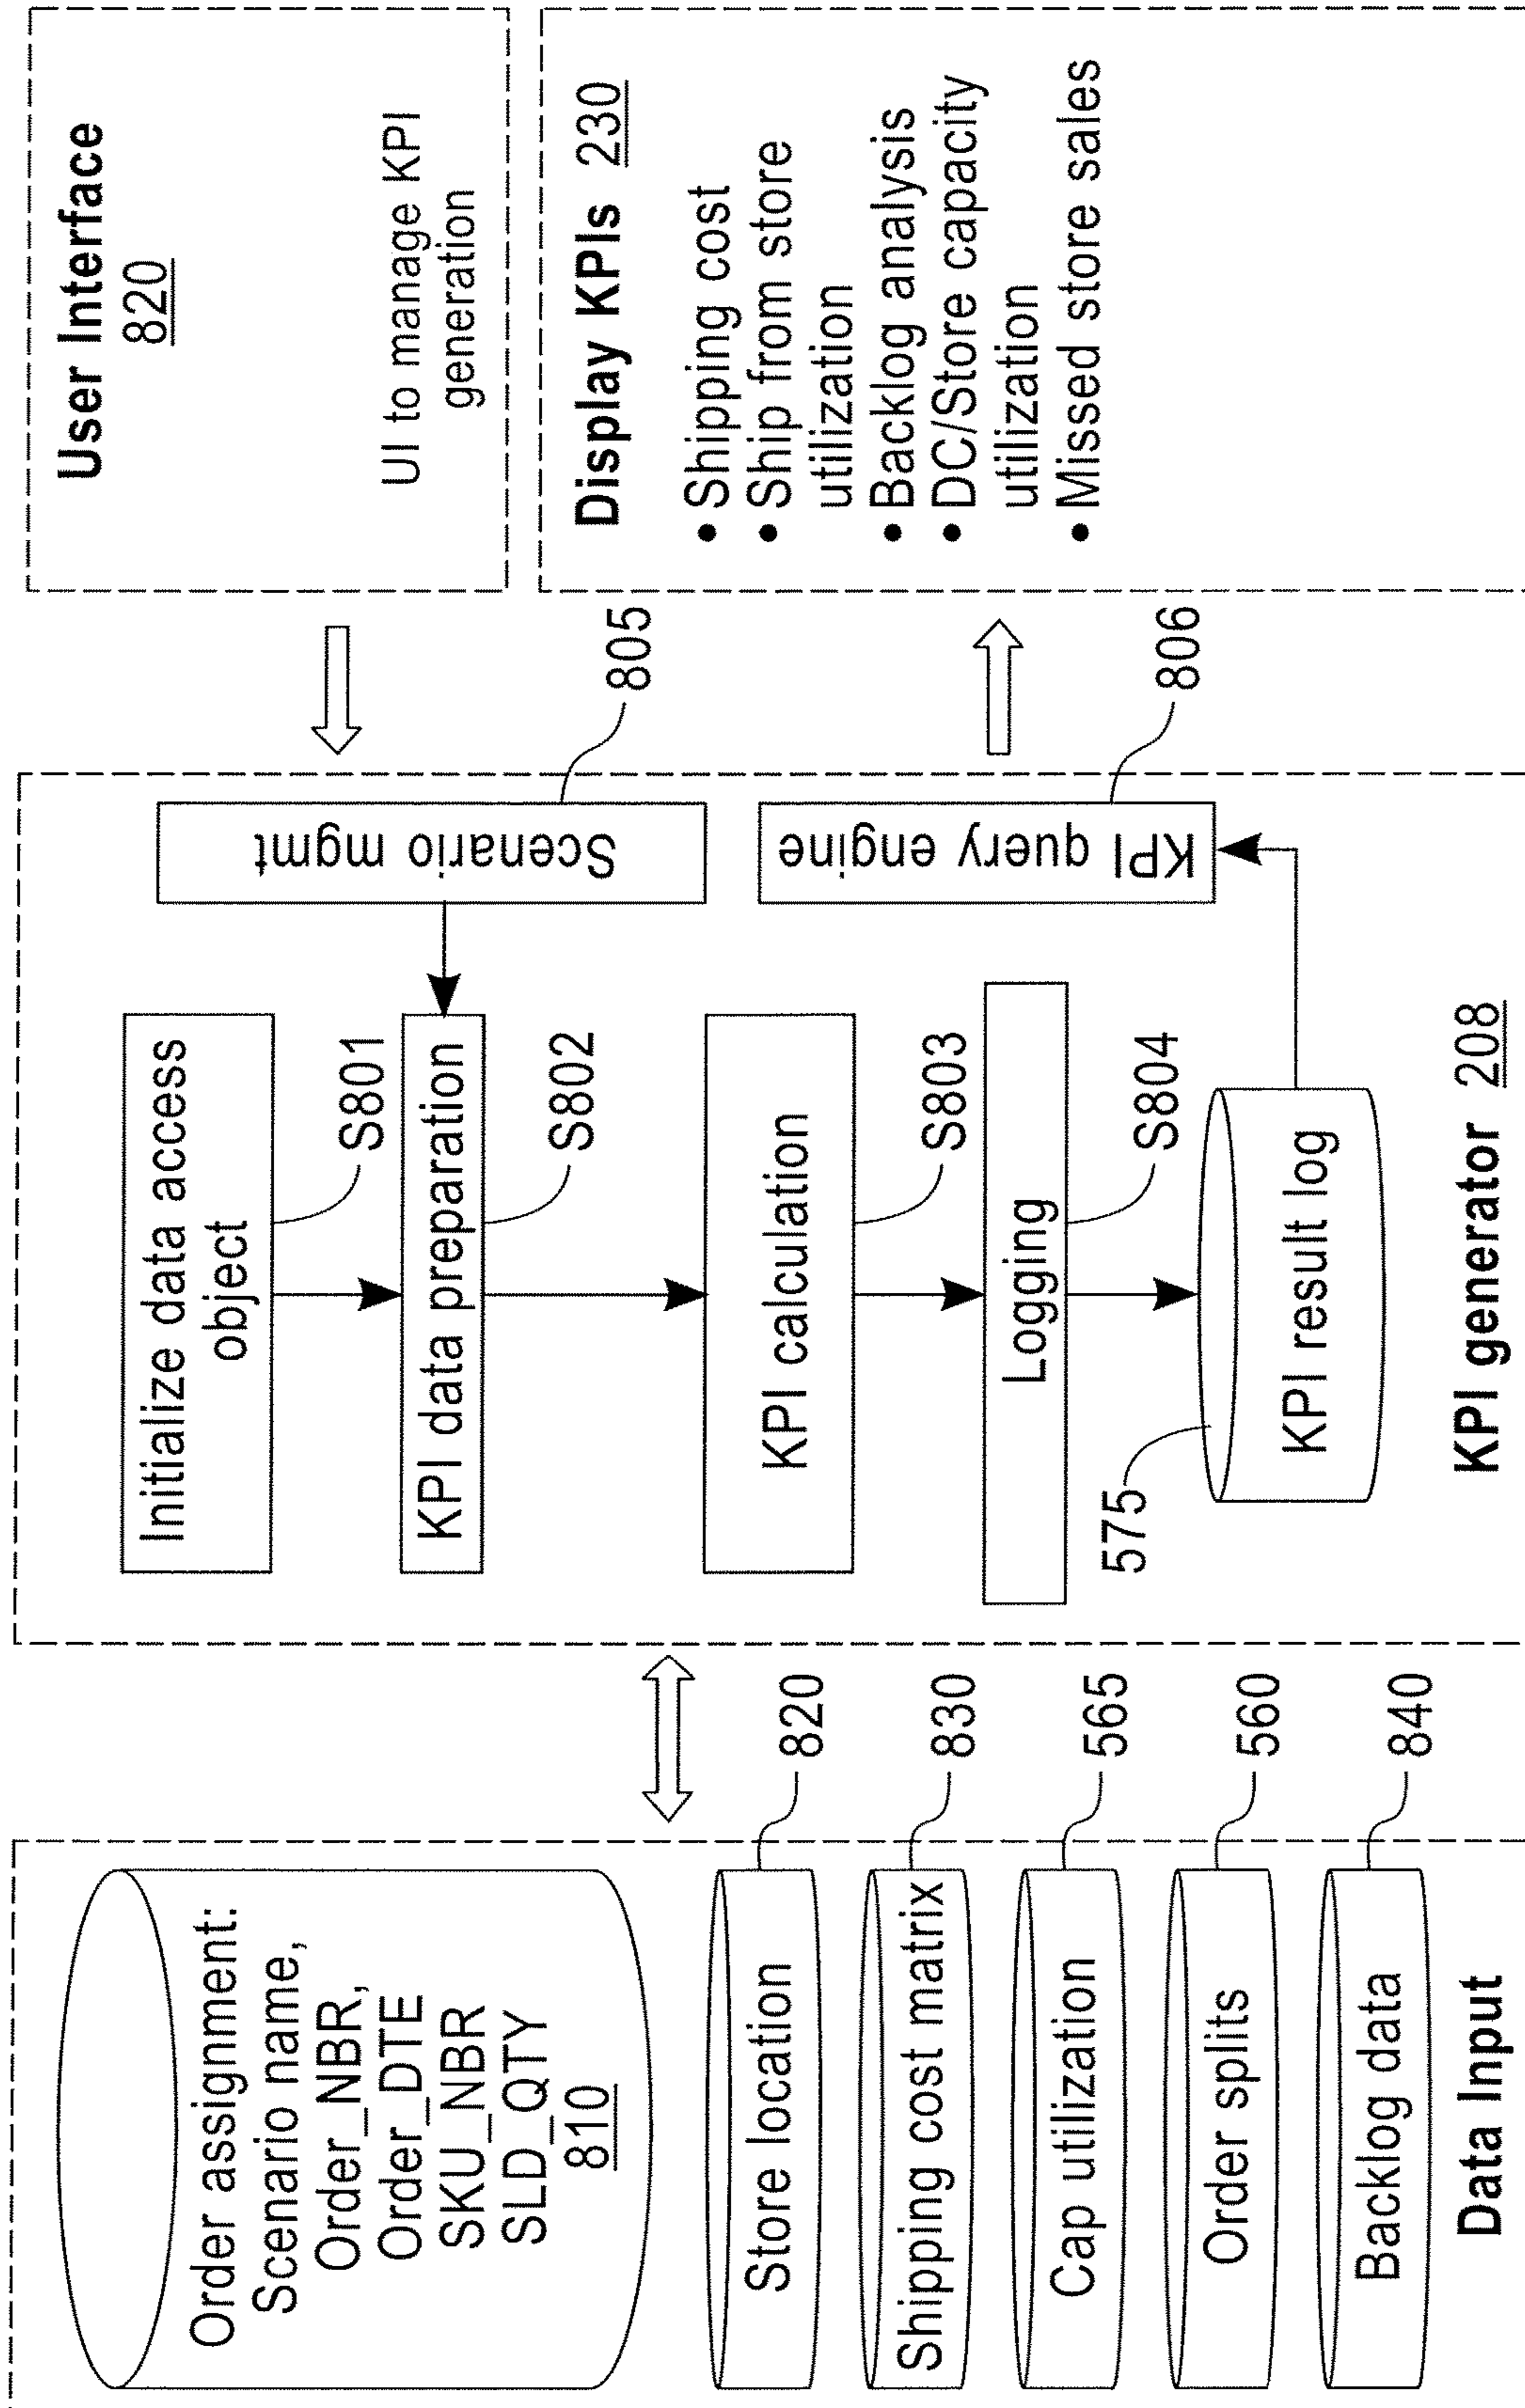 Order assignment:
Scenario name,
Order_NBR,
Order_DTE
SKU_NBR
SLD_QTY
810
Store location
820
Shipping cost matrix
830
Cap utilization
565
Order splits
560
Backlog data
840
Data Input
Initialize data access
object
S801
KPI data preparation
S802
KPI calculation
S803
Logging
S804
575
KPI result log
KPI generator 208
Scenario mgmt
805
KPI query engine
806
User Interface
820
UI to manage KPI
generation
Display KPIs 230
• Shipping cost
• Ship from store
utilization
• Backlog analysis
• DC/Store capacity
utilization
• Missed store sales